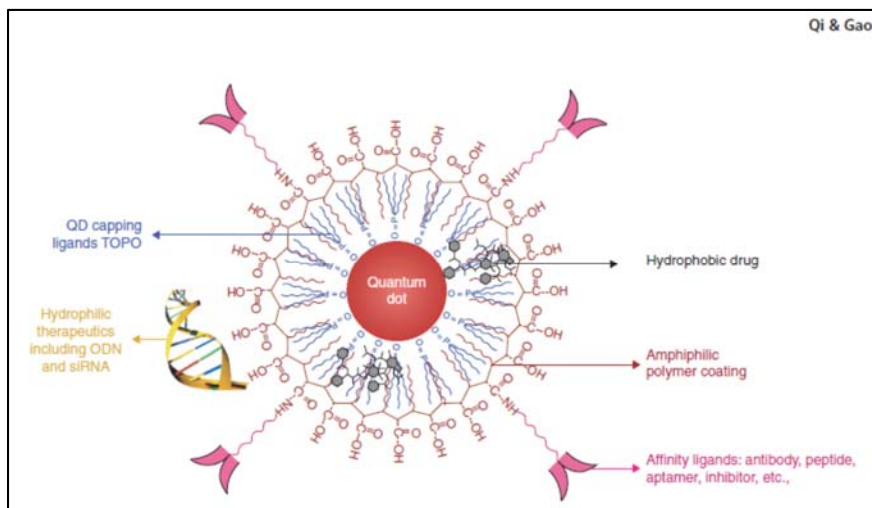 Qi & Gao
QD capping
ligands TOPO
Quantum
dot
Hydrophobic drug
Hydrophilic
therapeutics
including ODN
and siRNA
Amphiphilic
polymer coating
Affinity ligands: antibody, peptide,
aptamer, inhibitor, etc.,